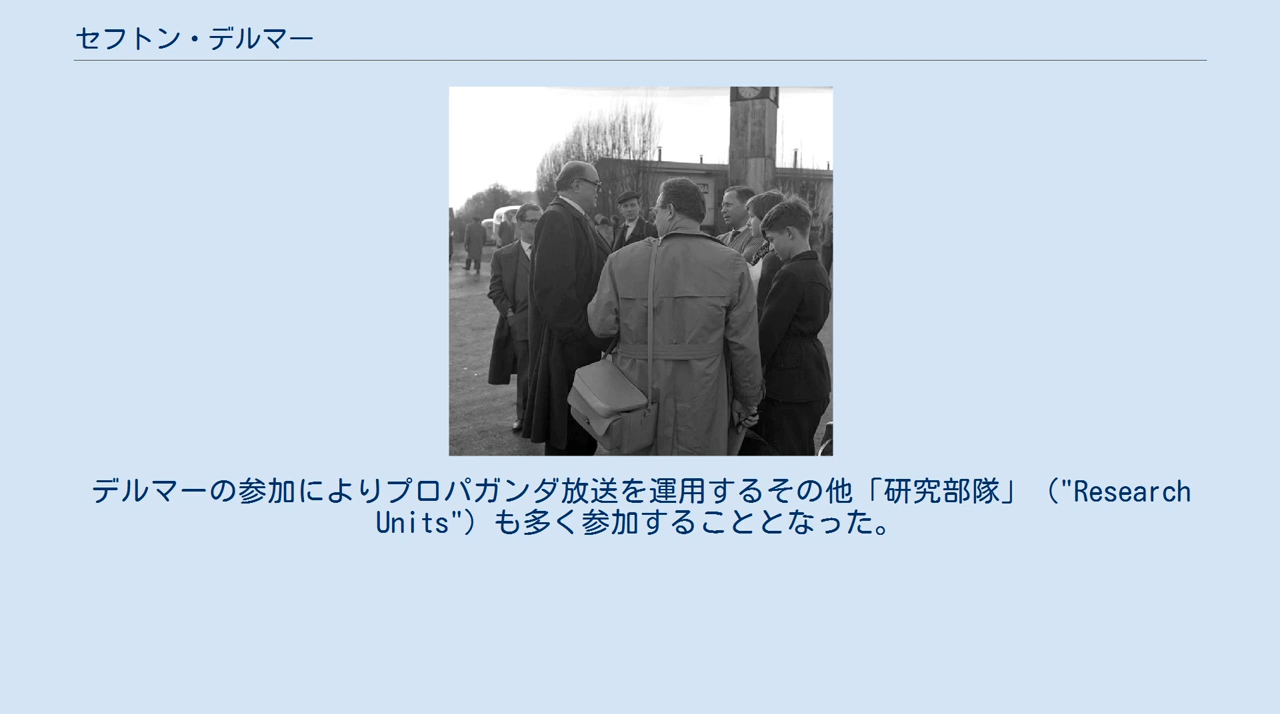 セフトン・デルマー
デルマーの参加によりプロパガンダ放送を運用するその他「研究部隊」（"Research
Units"）も多く参加することとなった。